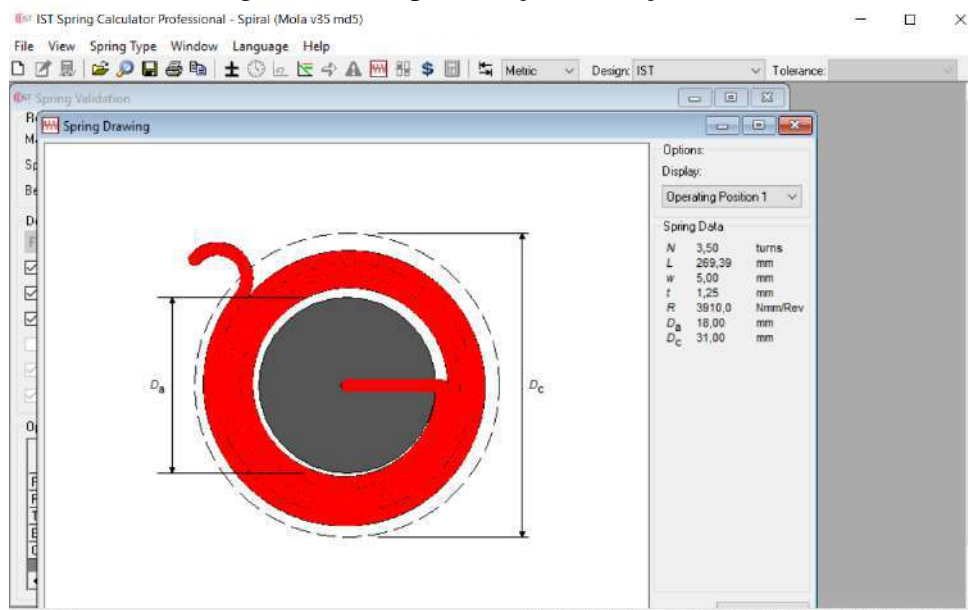 IST Spring Calculator Professional - Spiral (Mola v35 md5)
File View Spring Type Window Language Help
Metric Design: IST Tolerance:
Spring Validation
Spring Drawing
Options:
Display:
Operating Position 1
Spring Data
N 3,50 turns
L 269,39 mm
w 5,00 mm
t 1,25 mm
R 3910,0 Nmm/Rev
Da 18,00 mm
Dc 31,00 mm
Da
Dc